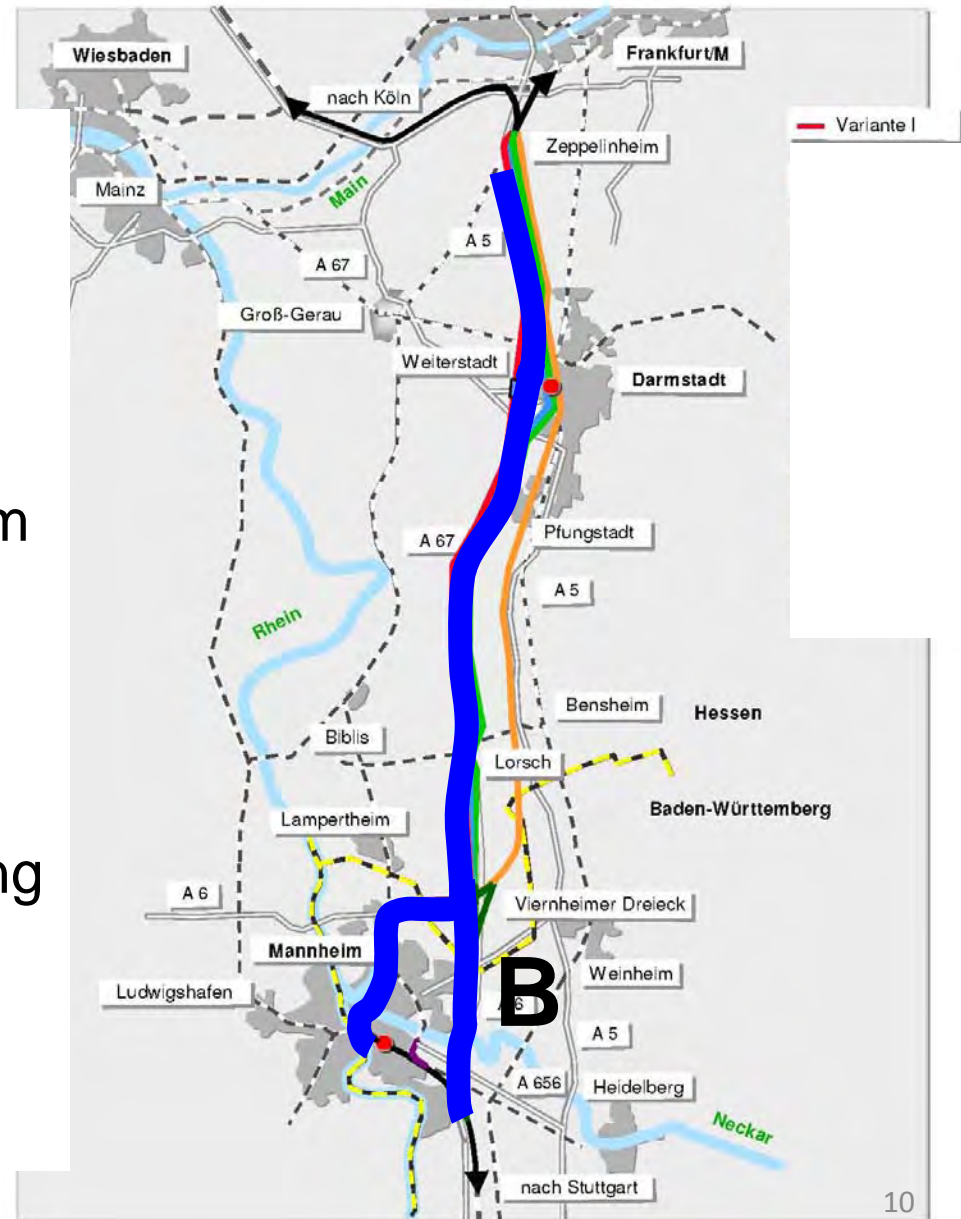 Wiesbaden
Frankfurt/M
nach Köln
Variante I
Zeppelinheim
Mainz
Main
A 5
A 67
Groß-Gerau
Weiterstadt
Darmstadt
m
A 67
Pfungstadt
A 5
Rhein
Bensheim
Hessen
Biblis
Lorsch
Baden-Württemberg
Lampertheim
ng
A 6
Viernheimer Dreieck
Mannheim
B
Weinheim
Ludwigshafen
A 6
A 5
A 656
Heidelberg
Neckar
nach Stuttgart
10